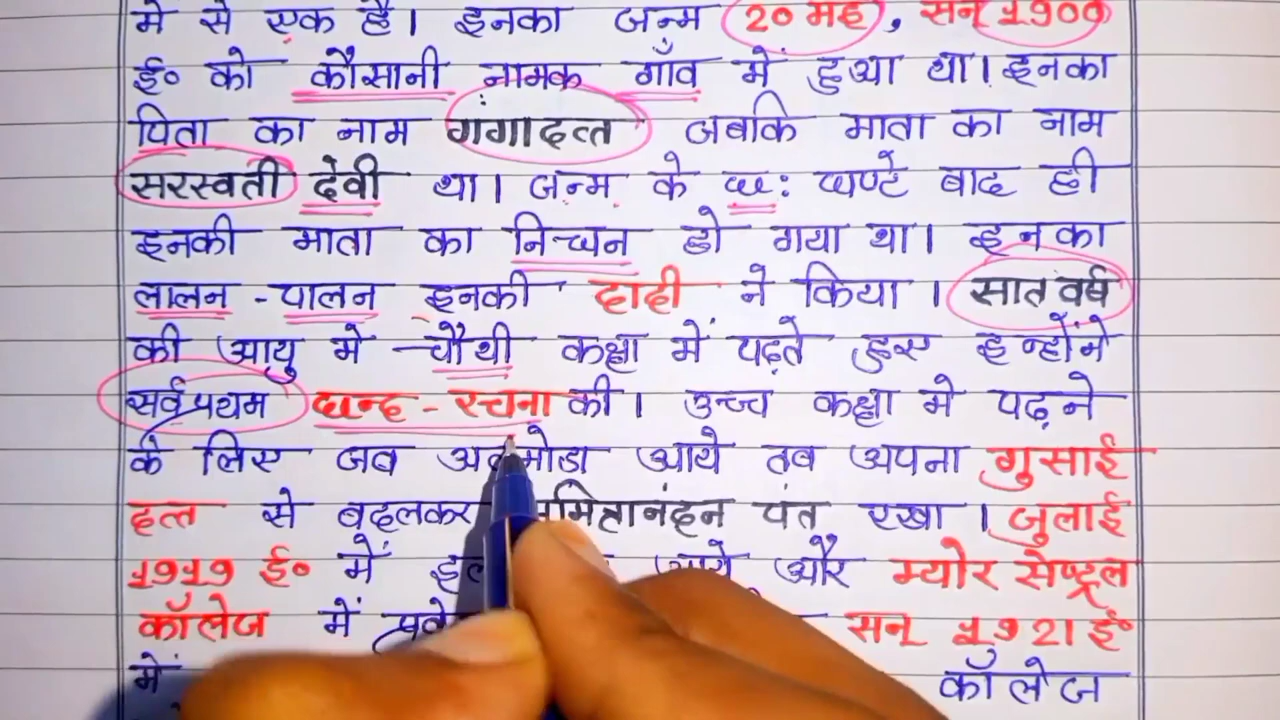 मे से एक है। इनका जन्म 20 मई, सन् 1900
ई० को कौसानी नामक गाँव में हुआ था। इनका
पिता का नाम गंगादत्त जबकि माता का नाम
सरस्वती देवी था। जन्म के छः घण्टे बाद ही
इनकी माता का निधन हो गया था। इनका
लालन - पालन इनकी दादी ने किया । सात वर्ष
की आयु में चौथी कक्षा में पढ़ते हुए इन्होंने
सर्वप्रथम छन्द - रचना की। उच्च कक्षा मे पढ़ने
के लिए जब अल्मोडा आये तब अपना गुसाई
दत्त से बदलकर सुमित्रानंदन पंत रखा । जुलाई
1919 ई० में आये और म्योर सेण्ट्रल
कॉलेज में सन् 1921 ई०
में कॉलेज